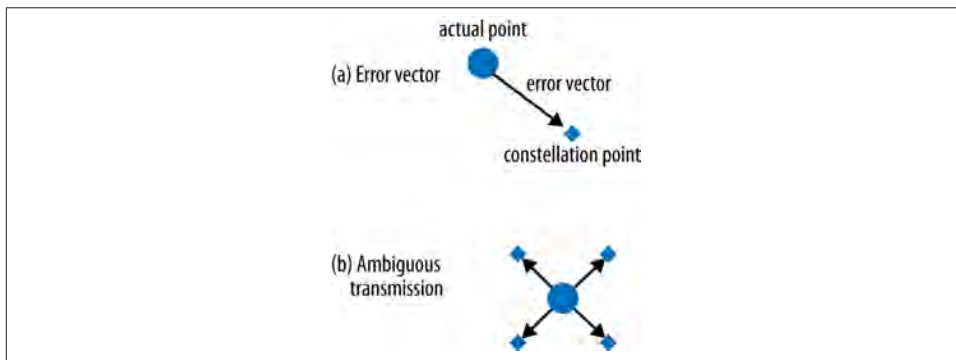 actual point
(a) Error vector
error vector
constellation point
(b) Ambiguous
transmission